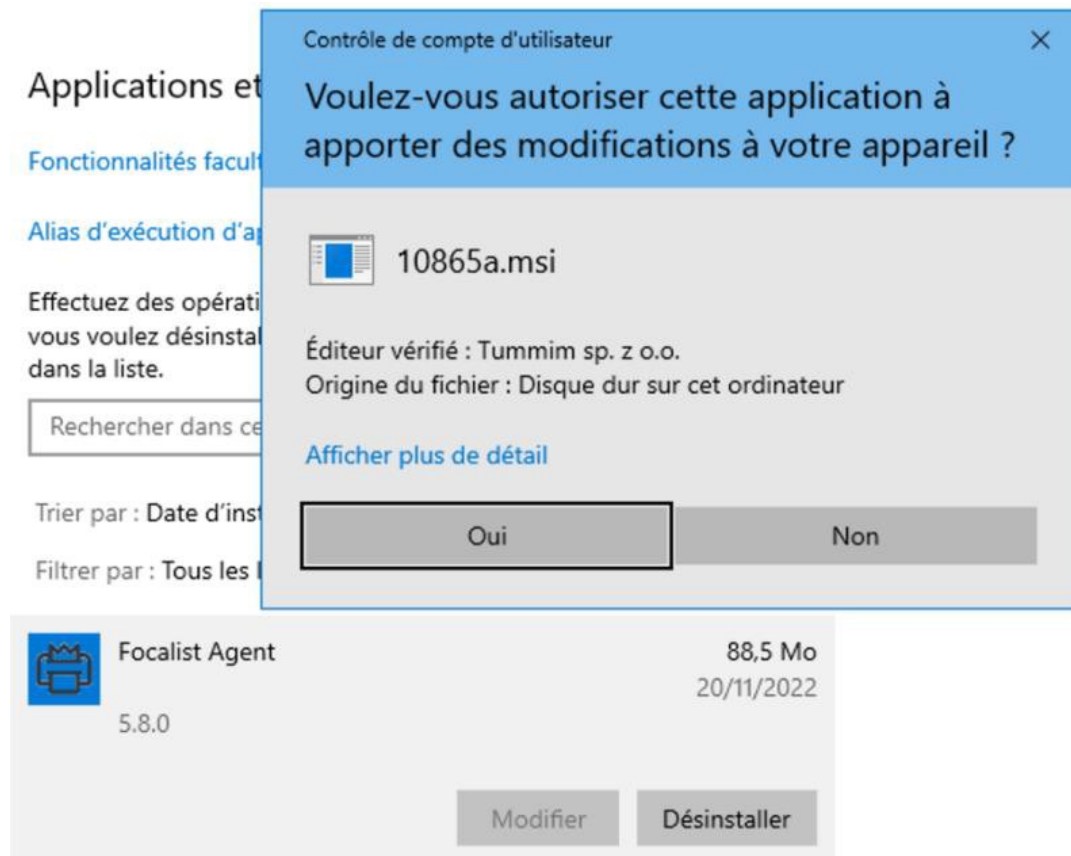 Contrôle de compte d'utilisateur
Voulez-vous autoriser cette application à
apporter des modifications à votre appareil ?
10865a.msi
Éditeur vérifié : Tummim sp. z o.o.
Origine du fichier : Disque dur sur cet ordinateur
Afficher plus de détail
Oui
Non
Applications et
Fonctionnalités facult
Alias d'exécution d'ap
Effectuez des opérati
vous voulez désinstal
dans la liste.
Rechercher dans ce
Trier par : Date d'inst
Filtrer par : Tous les l
Focalist Agent
88,5 Mo
20/11/2022
5.8.0
Modifier
Désinstaller